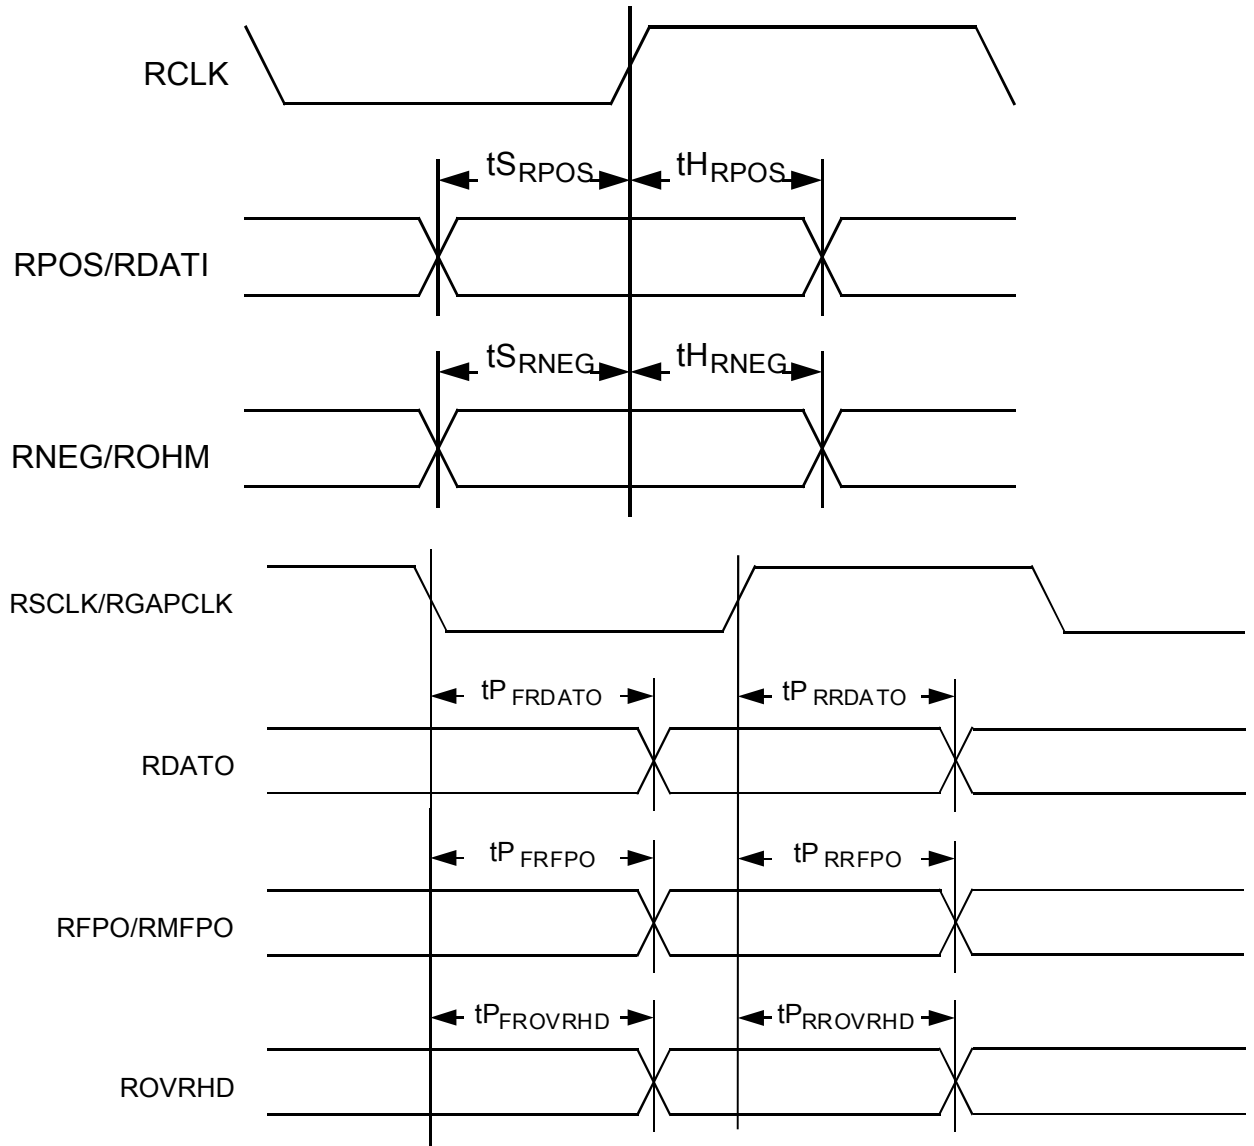 RCLK
tSRPOS tHRPOS
RPOS/RDATI
tSRNEG tHRNEG
RNEG/ROHM
RSCLK/RGAPCLK
tP FRDATO tP RRDATO
RDATO
tP FRFPO tP RRFPO
RFPO/RMFPO
tPFROVRHD tPRROVRHD
ROVRHD